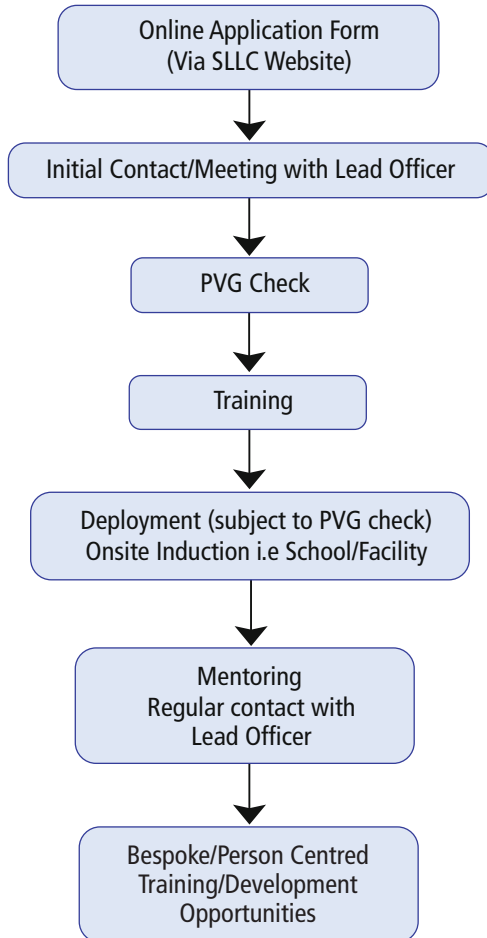 Online Application Form
(Via SLLC Website)
Initial Contact/Meeting with Lead Officer
PVG Check
Training
Deployment (subject to PVG check)
Onsite Induction i.e School/Facility
Mentoring
Regular contact with
Lead Officer
Bespoke/Person Centred
Training/Development
Opportunities